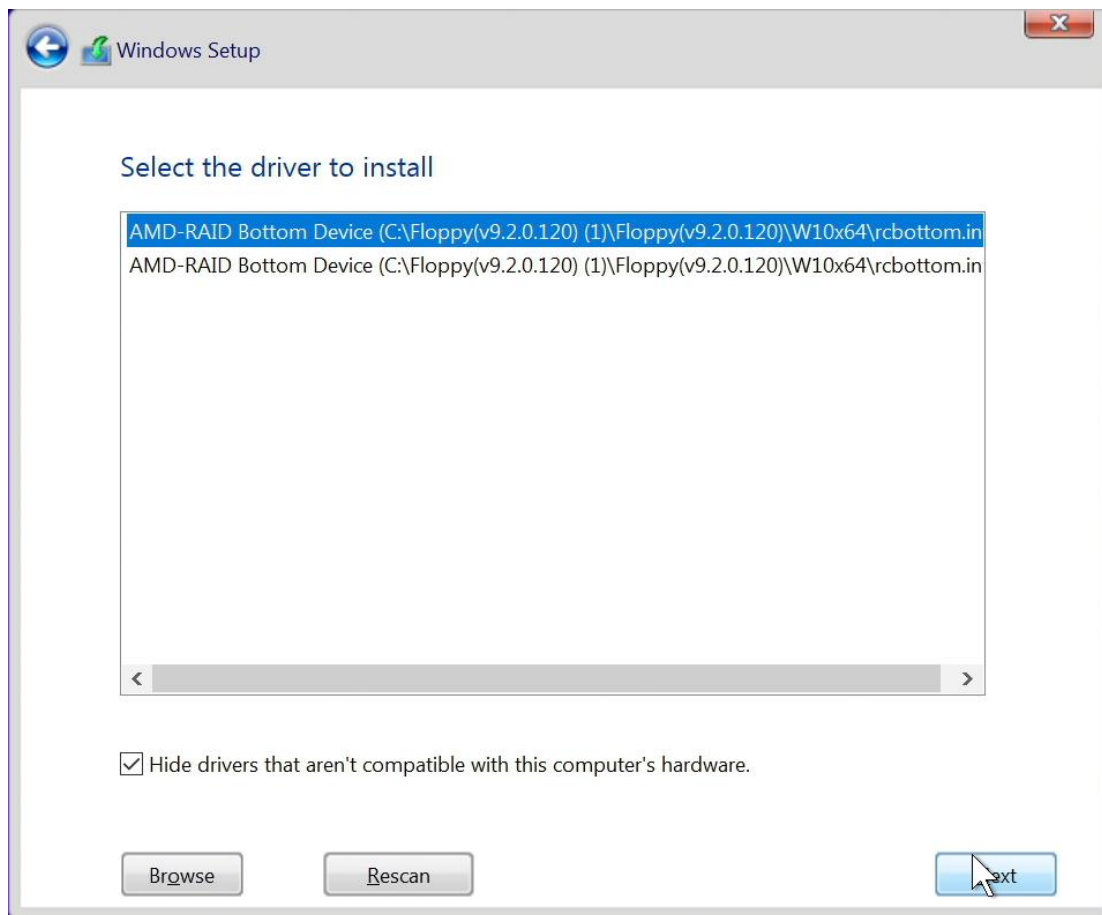 Windows Setup
Select the driver to install
AMD-RAID Bottom Device (C:\Floppy(v9.2.0.120) (1)\Floppy(v9.2.0.120)\W10x64\rcbottom.in
AMD-RAID Bottom Device (C:\Floppy(v9.2.0.120) (1)\Floppy(v9.2.0.120)\W10x64\rcbottom.in
Hide drivers that aren't compatible with this computer's hardware.
Browse Rescan